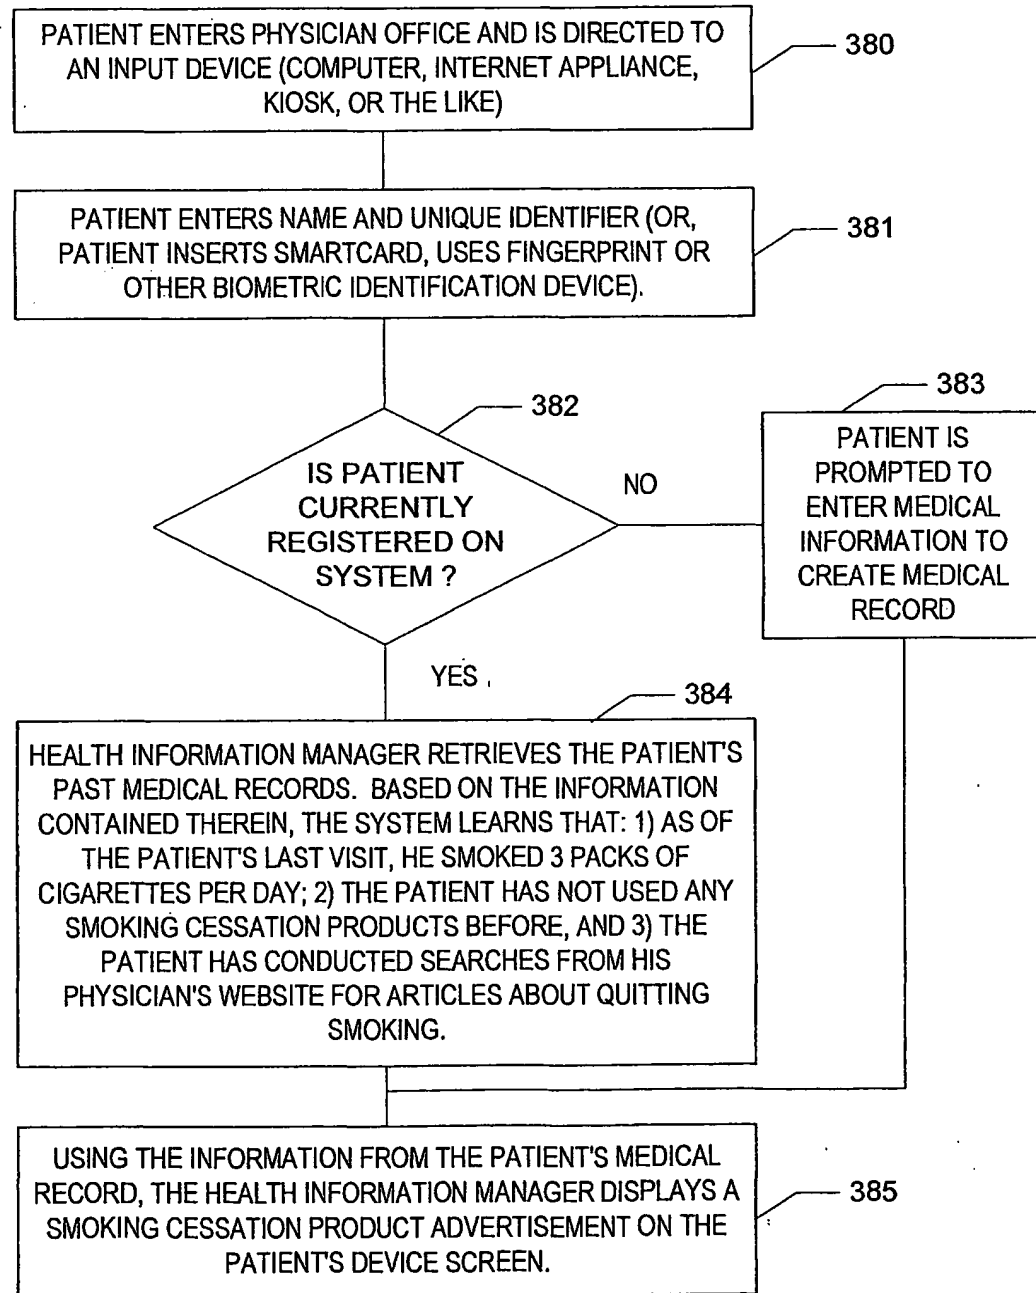 PATIENT ENTERS PHYSICIAN OFFICE AND IS DIRECTED TO
AN INPUT DEVICE (COMPUTER, INTERNET APPLIANCE,
KIOSK, OR THE LIKE)
380
PATIENT ENTERS NAME AND UNIQUE IDENTIFIER (OR,
PATIENT INSERTS SMARTCARD, USES FINGERPRINT OR
OTHER BIOMETRIC IDENTIFICATION DEVICE).
381
382
IS PATIENT
CURRENTLY
REGISTERED ON
SYSTEM ?
NO
383
PATIENT IS
PROMPTED TO
ENTER MEDICAL
INFORMATION TO
CREATE MEDICAL
RECORD
YES
384
HEALTH INFORMATION MANAGER RETRIEVES THE PATIENT'S
PAST MEDICAL RECORDS. BASED ON THE INFORMATION
CONTAINED THEREIN, THE SYSTEM LEARNS THAT: 1) AS OF
THE PATIENT'S LAST VISIT, HE SMOKED 3 PACKS OF
CIGARETTES PER DAY; 2) THE PATIENT HAS NOT USED ANY
SMOKING CESSATION PRODUCTS BEFORE, AND 3) THE
PATIENT HAS CONDUCTED SEARCHES FROM HIS
PHYSICIAN'S WEBSITE FOR ARTICLES ABOUT QUITTING
SMOKING.
USING THE INFORMATION FROM THE PATIENT'S MEDICAL
RECORD, THE HEALTH INFORMATION MANAGER DISPLAYS A
SMOKING CESSATION PRODUCT ADVERTISEMENT ON THE
PATIENT'S DEVICE SCREEN.
385